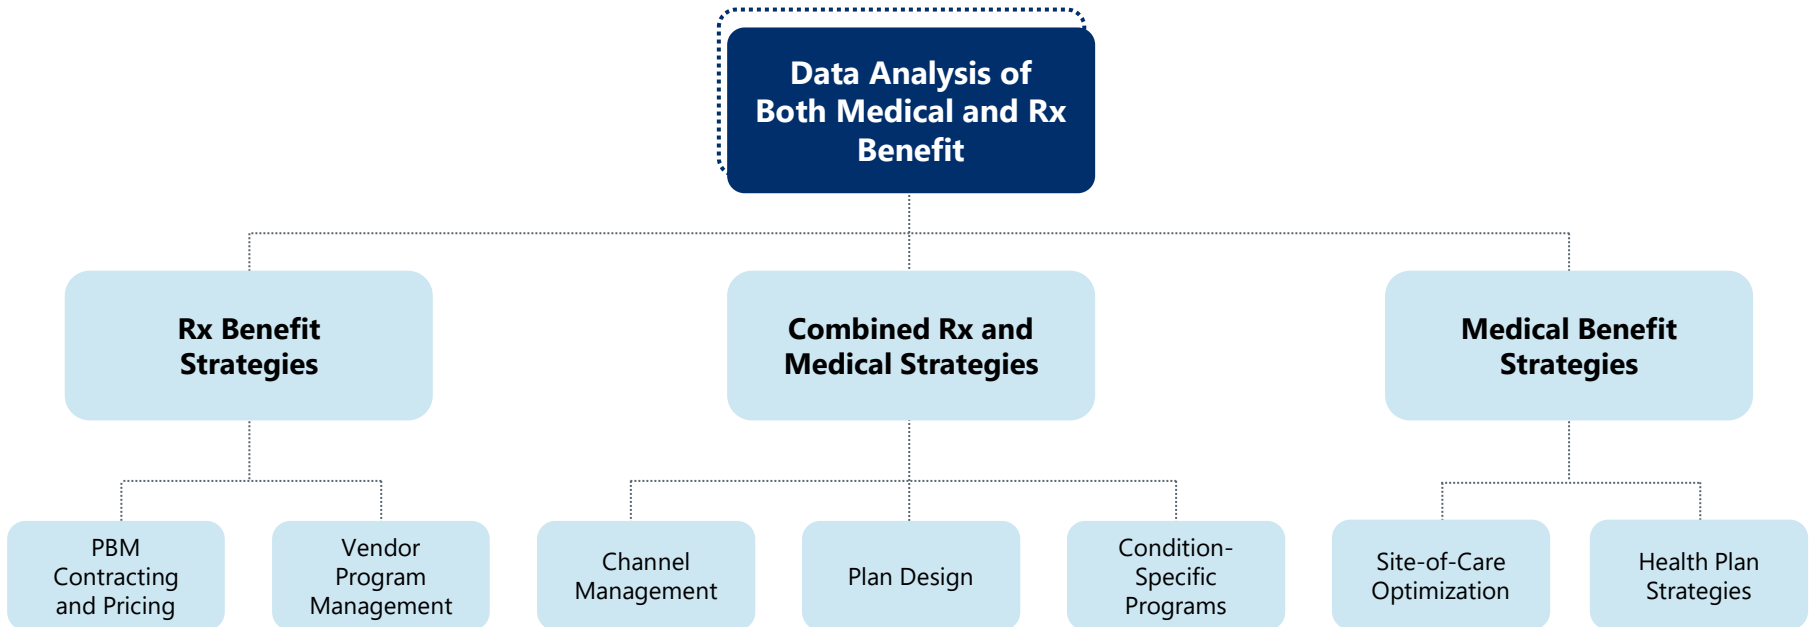 Data Analysis of
Both Medical and Rx
Benefit
Rx Benefit
Strategies
Combined Rx and
Medical Strategies
Medical Benefit
Strategies
PBM
Contracting
and Pricing
Vendor
Program
Management
Channel
Management
Plan Design
Condition-
Specific
Programs
Site-of-Care
Optimization
Health Plan
Strategies